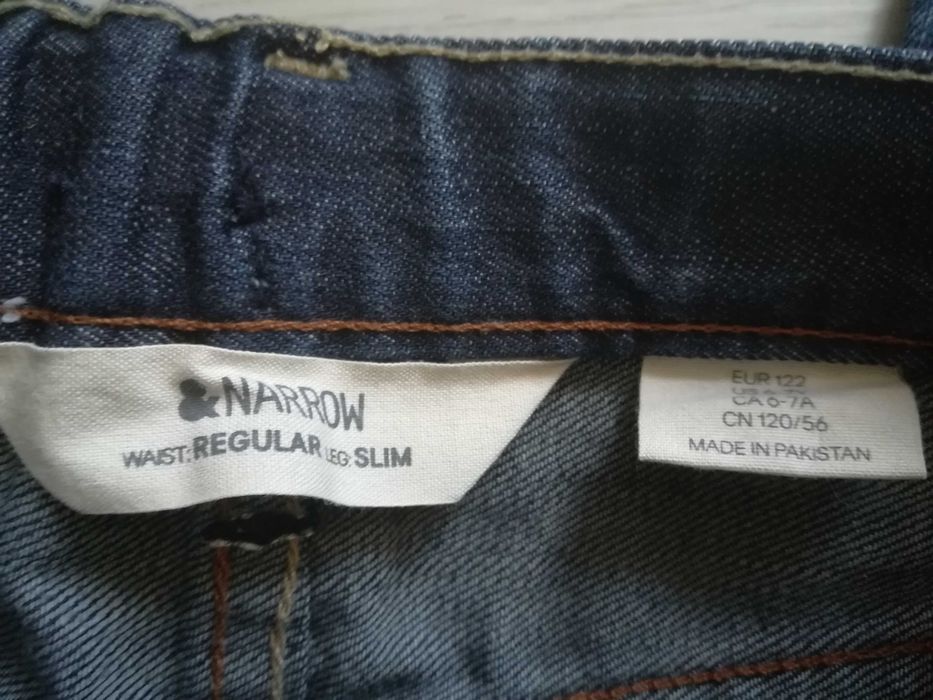 &NARROW
WAIST: REGULAR LEG: SLIM
EUR 122
CA 6-7A
CN 120/56
MADE IN PAKISTAN